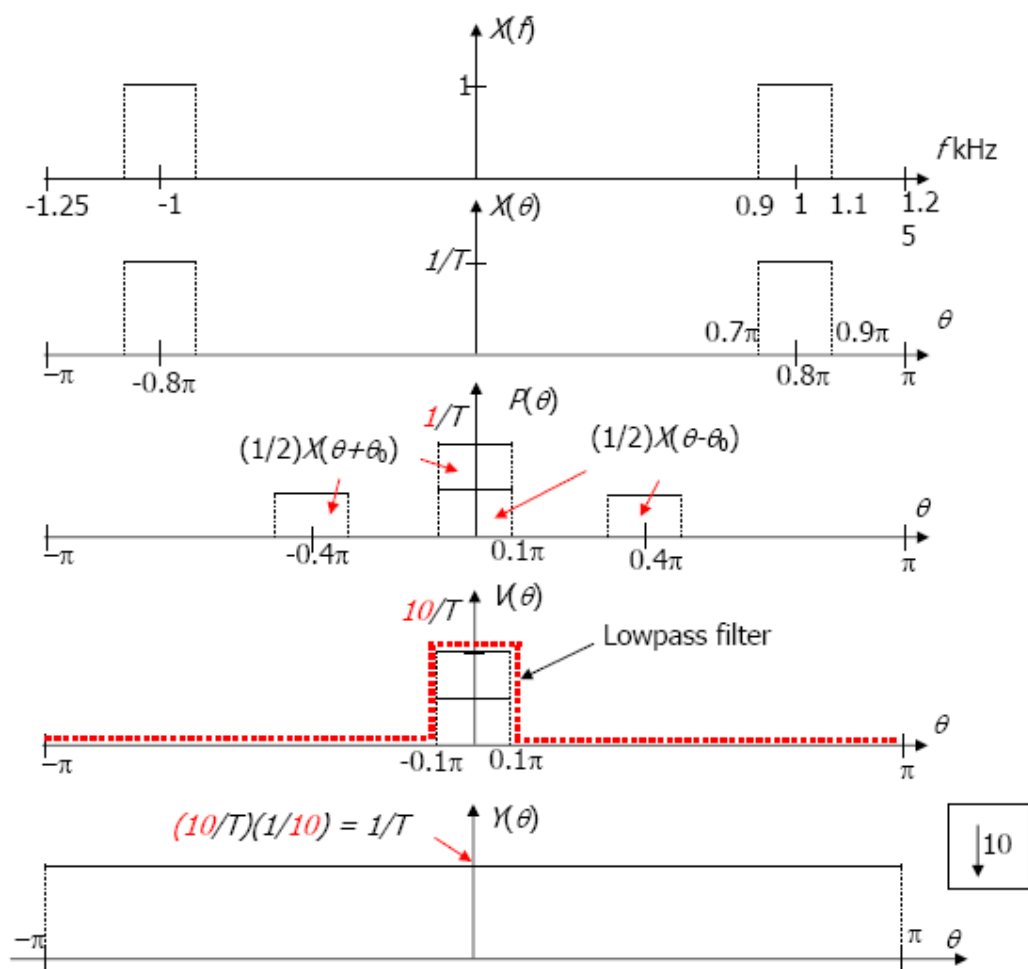 X(f)
1
f kHz
-1.25
-1
0.9
1
1.1
1.2
5
X(θ)
1/T
0.7π
0.9π
θ
−π
-0.8π
0.8π
π
1/T
P(θ)
(1/2)X(θ+θ₀)
(1/2)X(θ-θ₀)
θ
−π
-0.4π
0.1π
0.4π
π
10/T
V(θ)
Lowpass filter
θ
−π
-0.1π
0.1π
π
(10/T)(1/10) = 1/T
Y(θ)
↓10
−π
π
θ